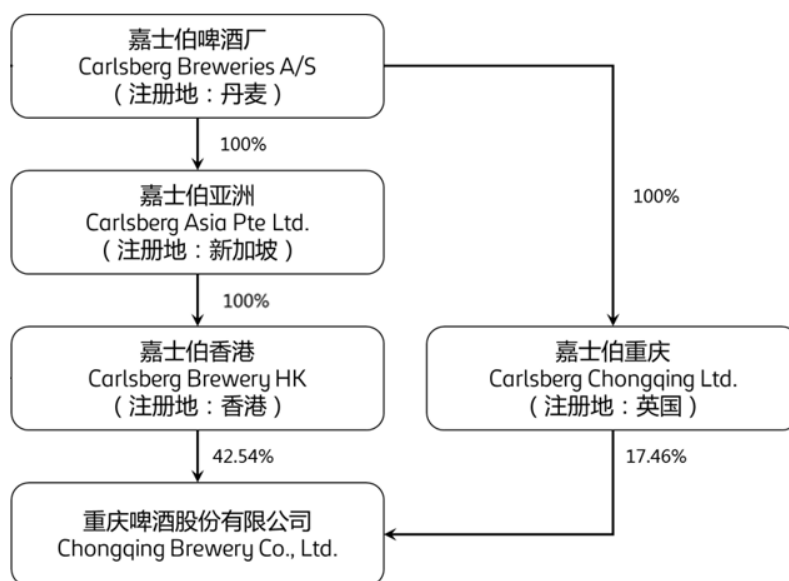 嘉士伯啤酒厂
Carlsberg Breweries A/S
（注册地：丹麦）
100%
嘉士伯亚洲
Carlsberg Asia Pte Ltd.
（注册地：新加坡）
100%
100%
嘉士伯香港
Carlsberg Brewery HK
（注册地：香港）
嘉士伯重庆
Carlsberg Chongqing Ltd.
（注册地：英国）
42.54%
17.46%
重庆啤酒股份有限公司
Chongqing Brewery Co., Ltd.